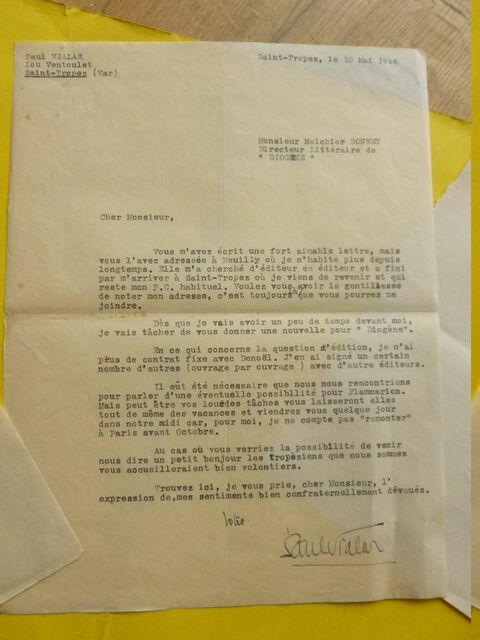 Paul VIALAR
Lou Ventoulet
Saint-Tropez (Var)
Saint-Tropez, le 10 Mai 1946
Monsieur Melchior BONNET
Directeur Littéraire de
" DIOGENE "
Cher Monsieur,
Vous m'avez écrit une fort aimable lettre, mais
vous l'avez adressée à Neuilly où je n'habite plus depuis
longtemps. Elle m'a cherché d'éditeur en éditeur et a fini
par m'arriver à Saint-Tropez où je viens de revenir et qui
reste mon P.C. habituel. Voulez vous avoir la gentillesse
de noter mon adresse, c'est toujours là que vous pourrez me
joindre.
Dès que je vais avoir un peu de temps devant moi,
je vais tâcher de vous donner une nouvelle pour " Diogène".
En ce qui concerne la question d'édition, je n'ai
plus de contrat fixe avec Denoël. J'en ai signé un certain
nombre d'autres (ouvrage par ouvrage ) avec d'autre éditeurs.
Il eût été nécessaire que nous nous rencontrions
pour parler d'une éventuelle possibilité pour Flammarion.
Mais peut être vos lourdes tâches vous laisseront elles
tout de même des vacances et viendrez vous quelque jour
dans notre midi car, pour moi, je ne compte pas "remonter"
à Paris avant Octobre.
Au cas où vous verriez la possibilité de venir
nous dire un petit bonjour les tropéziens que nous sommes
vous accueilleraient bien volontiers.
Trouvez ici, je vous prie, cher Monsieur, l'
expression de,mes sentiments bien confraternellement dévoués.
Votre
Paul Vialar